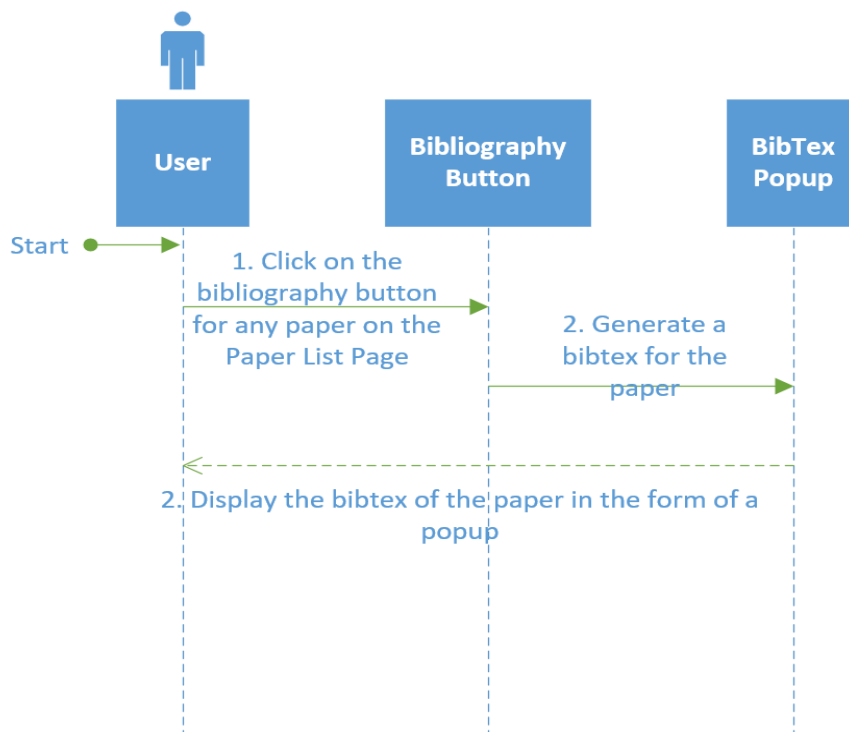 User
Bibliography
Button
BibTex
Popup
Start
1. Click on the
bibliography button
for any paper on the
Paper List Page
2. Generate a
bibtex for the
paper
2. Display the bibtex of the paper in the form of a
popup